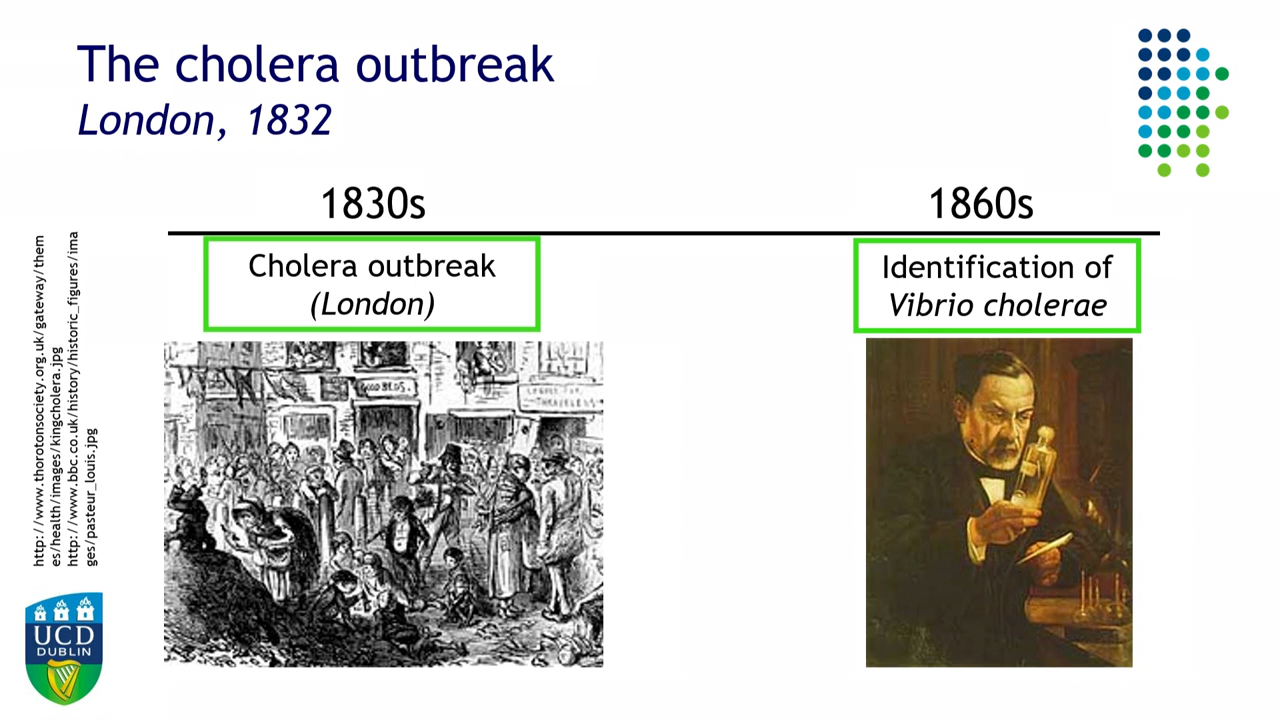 The cholera outbreak
London, 1832
1830s
1860s
Cholera outbreak
(London)
Identification of
Vibrio cholerae
GOOD BEDS.
http://www.thorotonsociety.org.uk/gateway/them
es/health/images/kingcholera.jpg
http://www.bbc.co.uk/history/historic_figures/ima
ges/pasteur_louis.jpg
UCD
DUBLIN